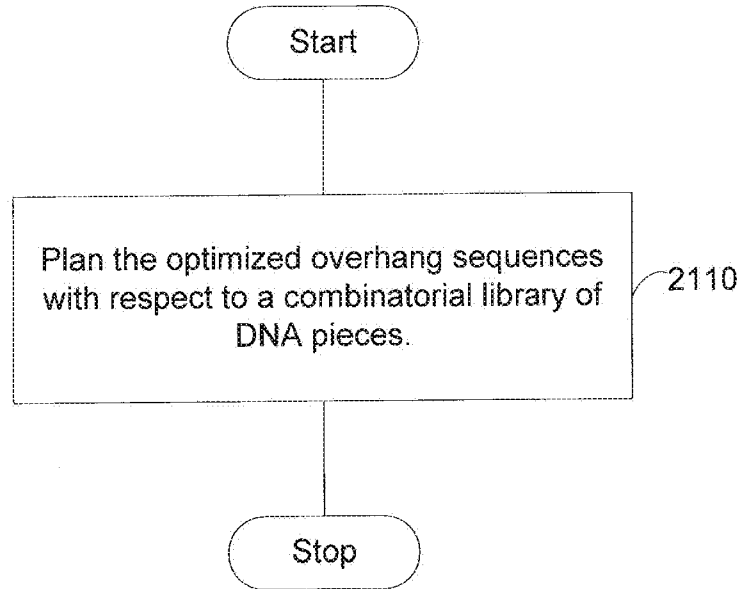 Start
Plan the optimized overhang sequences
with respect to a combinatorial library of
DNA pieces.
2110
Stop